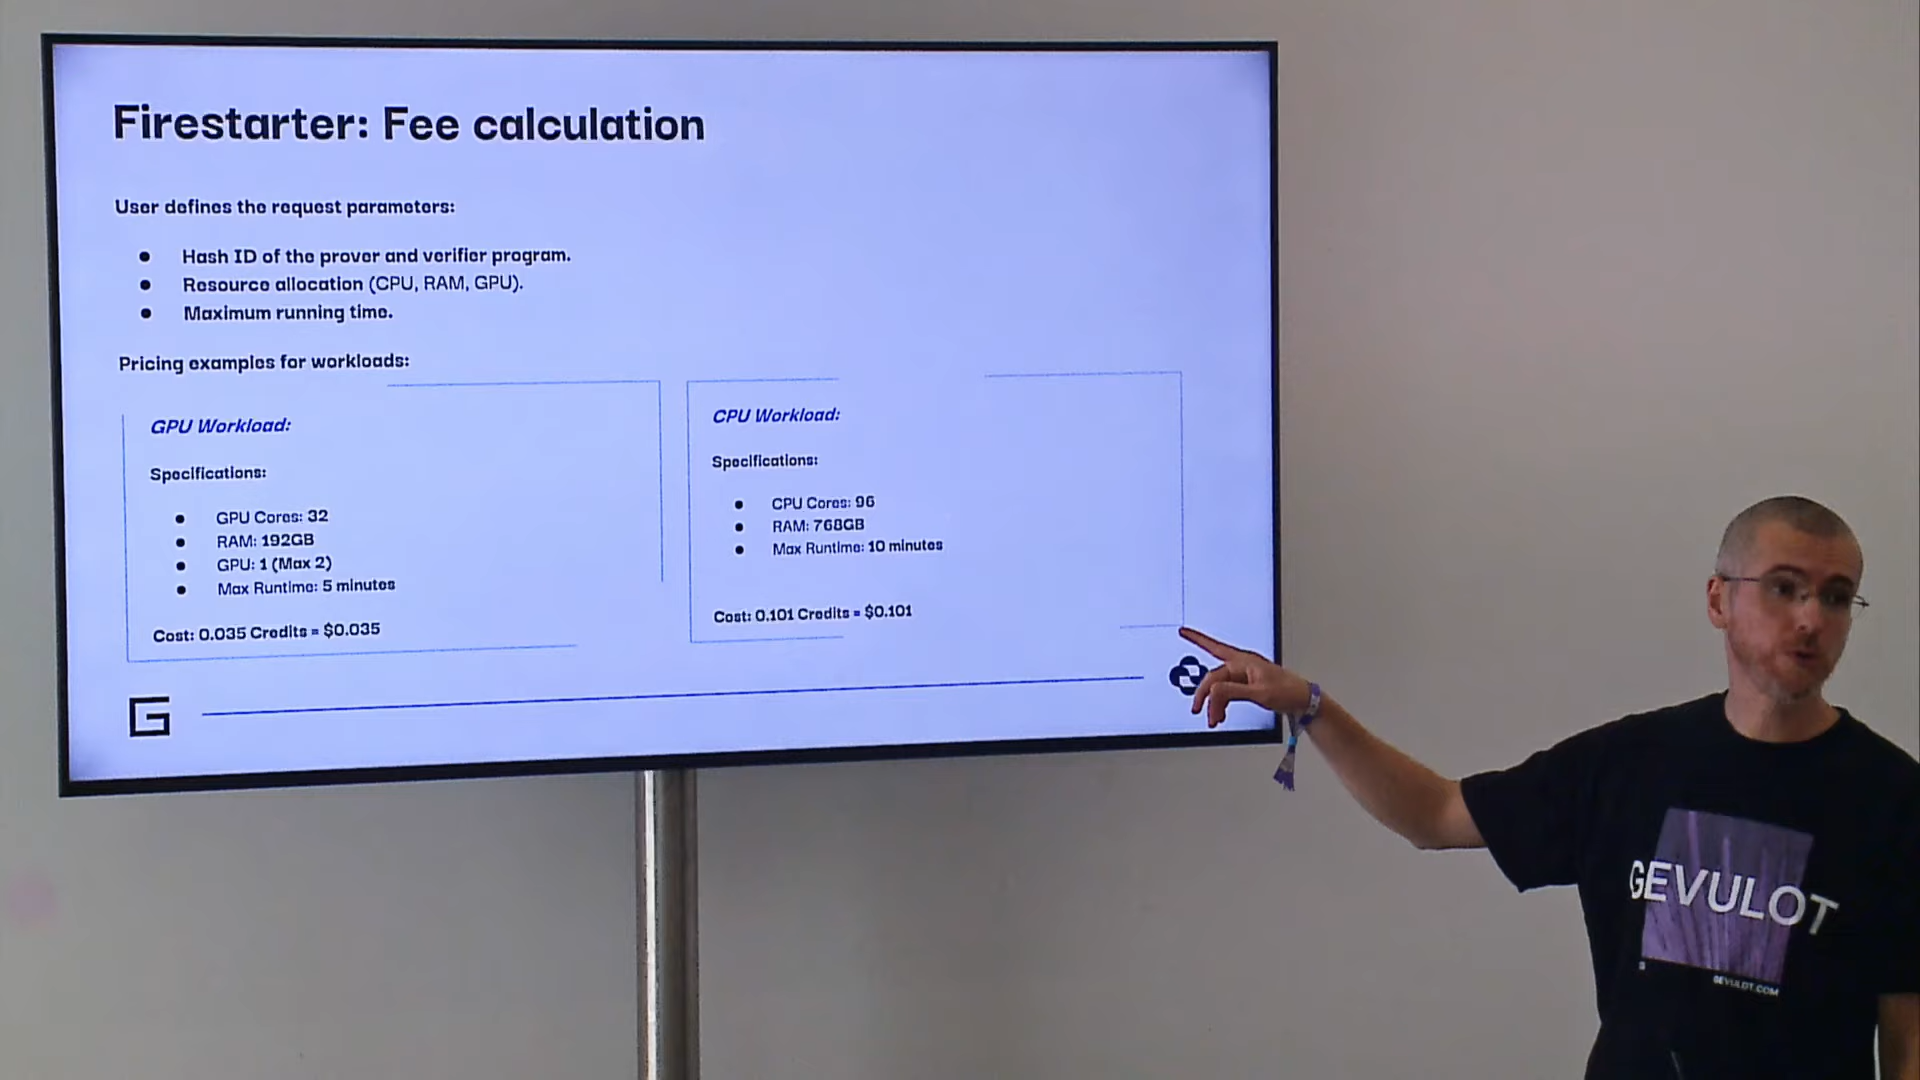 Firestarter: Fee calculation
User defines the request parameters:
● Hash ID of the prover and verifier program.
● Resource allocation (CPU, RAM, GPU).
● Maximum running time.
Pricing examples for workloads:
GPU Workload:
Specifications:
● GPU Cores: 32
● RAM: 192GB
● GPU: 1 (Max 2)
● Max Runtime: 5 minutes
Cost: 0.035 Credits = $0.035
CPU Workload:
Specifications:
● CPU Cores: 96
● RAM: 768GB
● Max Runtime: 10 minutes
Cost: 0.101 Credits = $0.101
G
GEVULOT
GEVULOT.COM